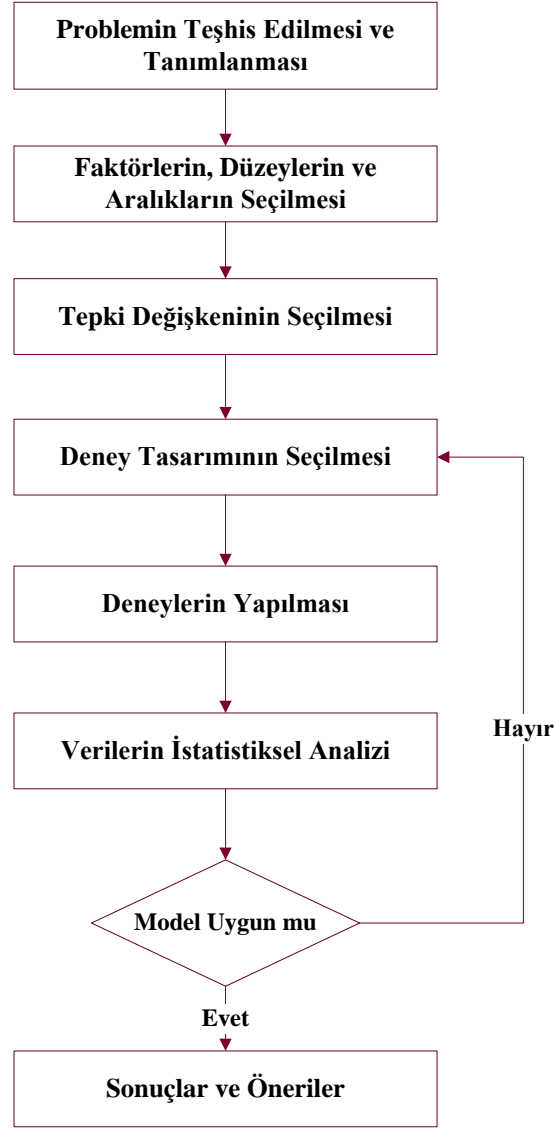 Problemin Teşhis Edilmesi ve
Tanımlanması
Faktörlerin, Düzeylerin ve
Aralıkların Seçilmesi
Tepki Değişkeninin Seçilmesi
Deney Tasarımının Seçilmesi
Deneylerin Yapılması
Verilerin İstatistiksel Analizi
Hayır
Model Uygun mu
Evet
Sonuçlar ve Öneriler